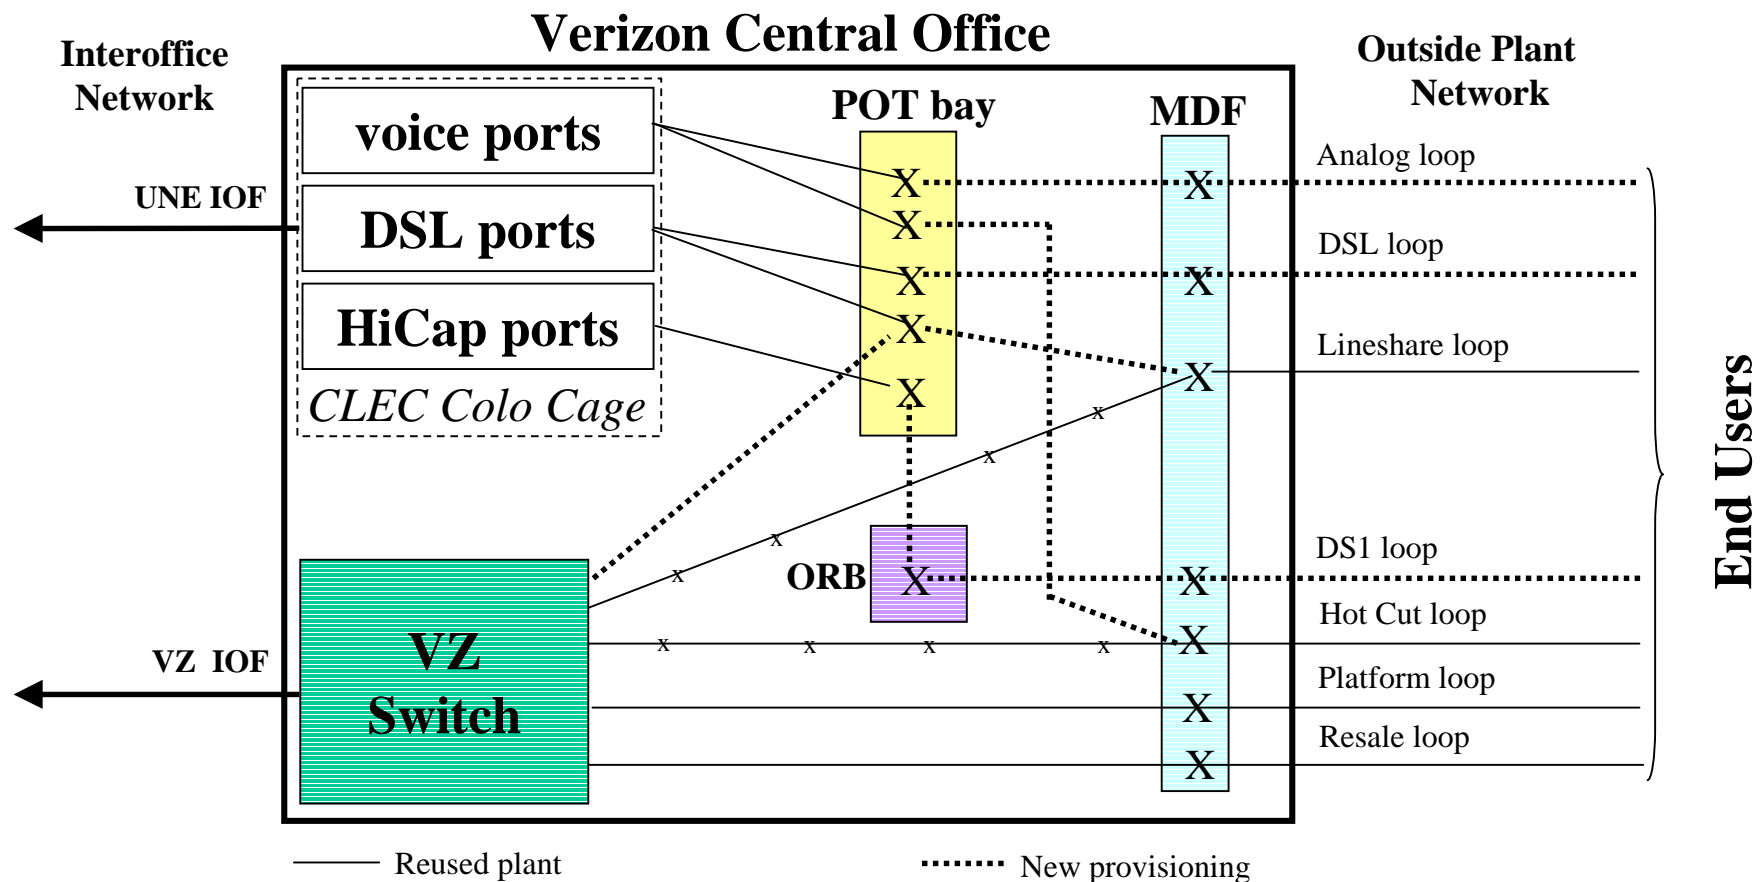 Verizon Central Office
Interoffice
Network
Outside Plant
Network
POT bay
MDF
voice ports
DSL ports
HiCap ports
CLEC Colo Cage
UNE IOF
VZ IOF
VZ
Switch
ORB
X
X
X
X
X
X
X
X
X
X
X
X
X
X
x
x
x
x
x
x
x
x
Analog loop
DSL loop
Lineshare loop
DS1 loop
Hot Cut loop
Platform loop
Resale loop
End Users
Reused plant
New provisioning